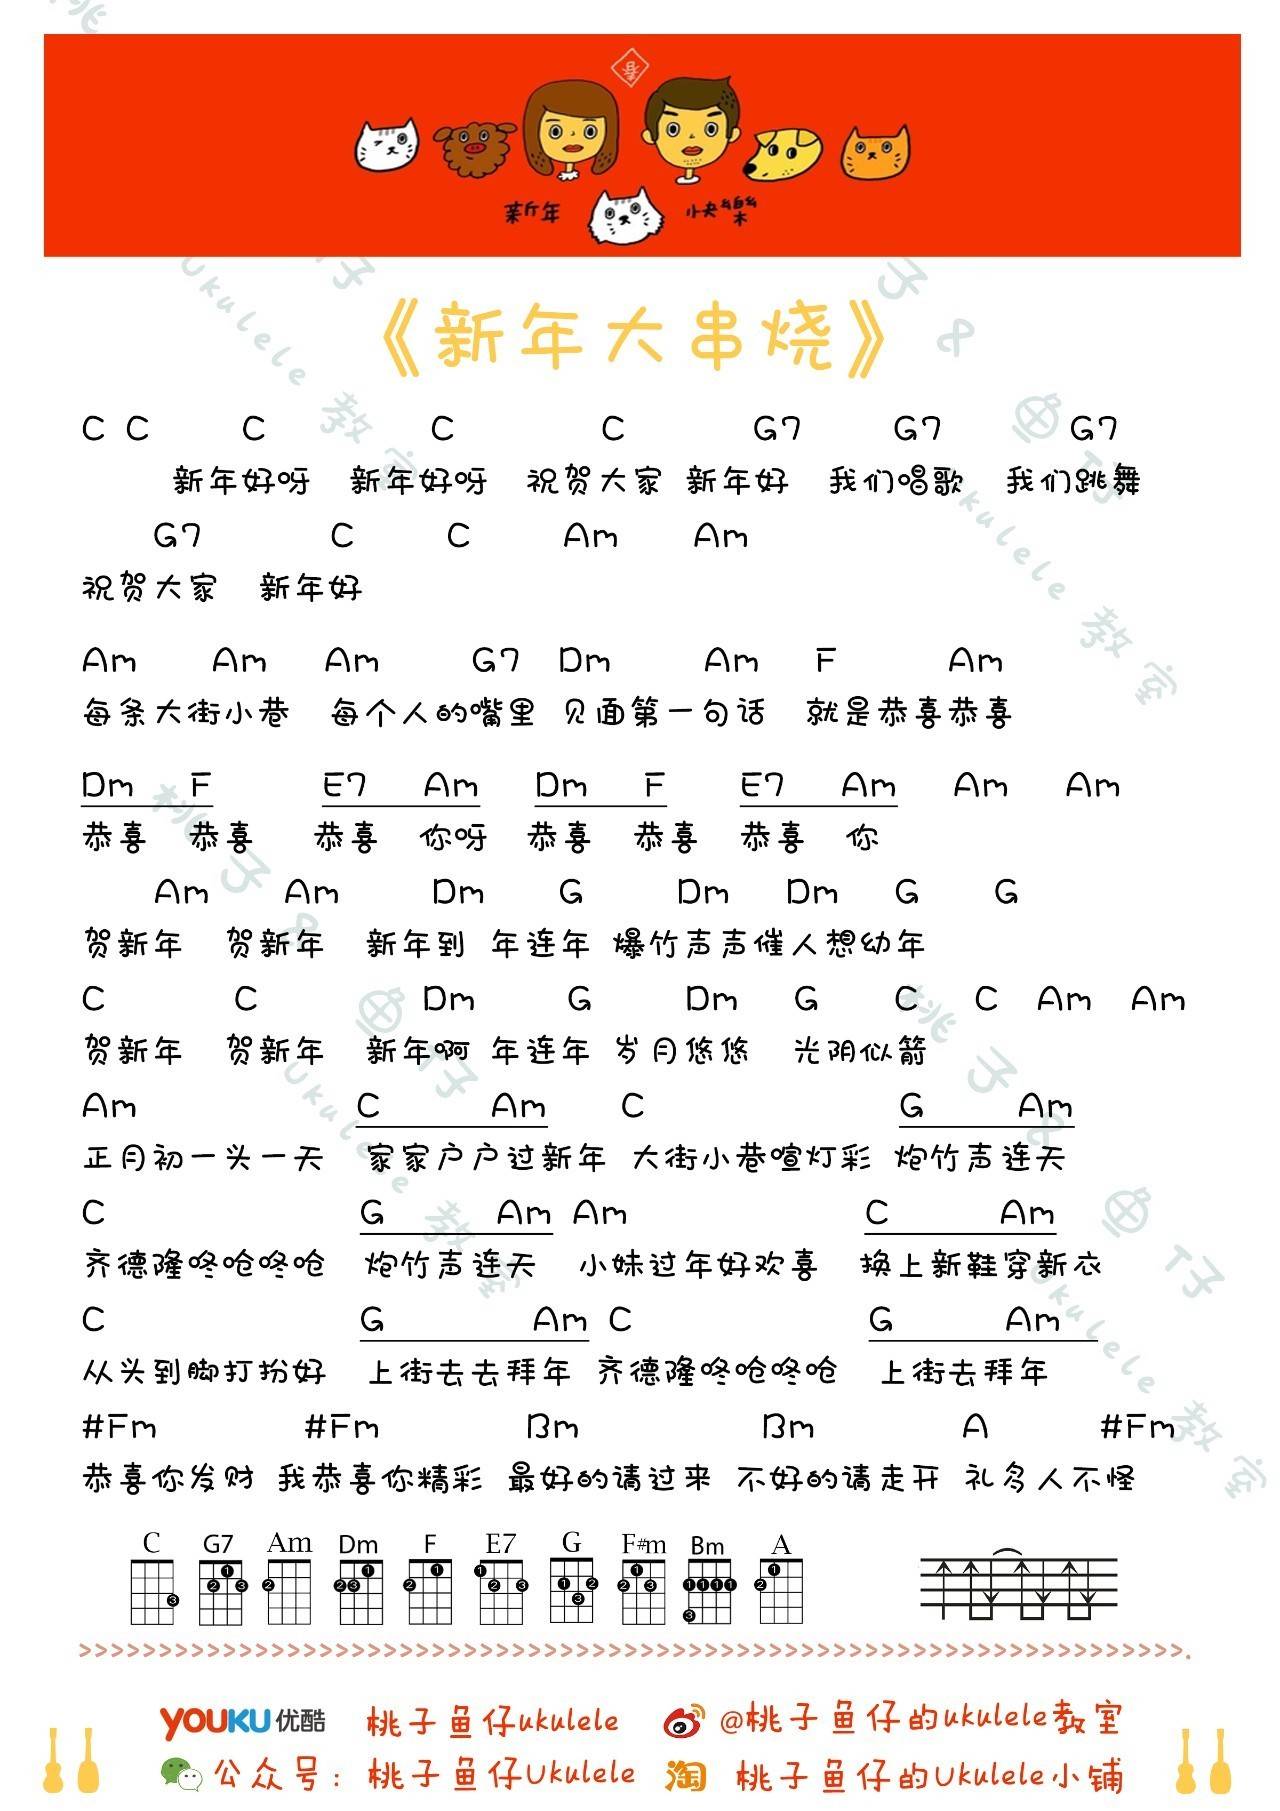 喜
新年 快樂
《新年大串烧》
C C C C C G7 G7 G7
新年好呀 新年好呀 祝贺大家 新年好 我们唱歌 我们跳舞
G7 C C Am Am
祝贺大家 新年好
Am Am Am G7 Dm Am F Am
每条大街小巷 每个人的嘴里 见面第一句话 就是恭喜恭喜
Dm F E7 Am Dm F E7 Am Am Am
恭喜 恭喜 恭喜 你呀 恭喜 恭喜 恭喜 你
Am Am Dm G Dm Dm G G
贺新年 贺新年 新年到 年连年 爆竹声声催人想幼年
C C Dm G Dm G C C Am Am
贺新年 贺新年 新年啊 年连年 岁月悠悠 光阴似箭
Am C Am C G Am
正月初一头一天 家家户户过新年 大街小巷喧灯彩 炮竹声连天
C G Am Am C Am
齐德隆咚呛咚呛 炮竹声连天 小妹过年好欢喜 换上新鞋穿新衣
C G Am C G Am
从头到脚打扮好 上街去去拜年 齐德隆咚呛咚呛 上街去拜年
#Fm #Fm Bm Bm A #Fm
恭喜你发财 我恭喜你精彩 最好的请过来 不好的请走开 礼多人不怪
C G7 Am Dm F E7 G F#m Bm A
YOUKU优酷 桃子鱼仔ukulele @桃子鱼仔的ukulele教室
公众号：桃子鱼仔Ukulele 淘 桃子鱼仔的Ukulele小铺